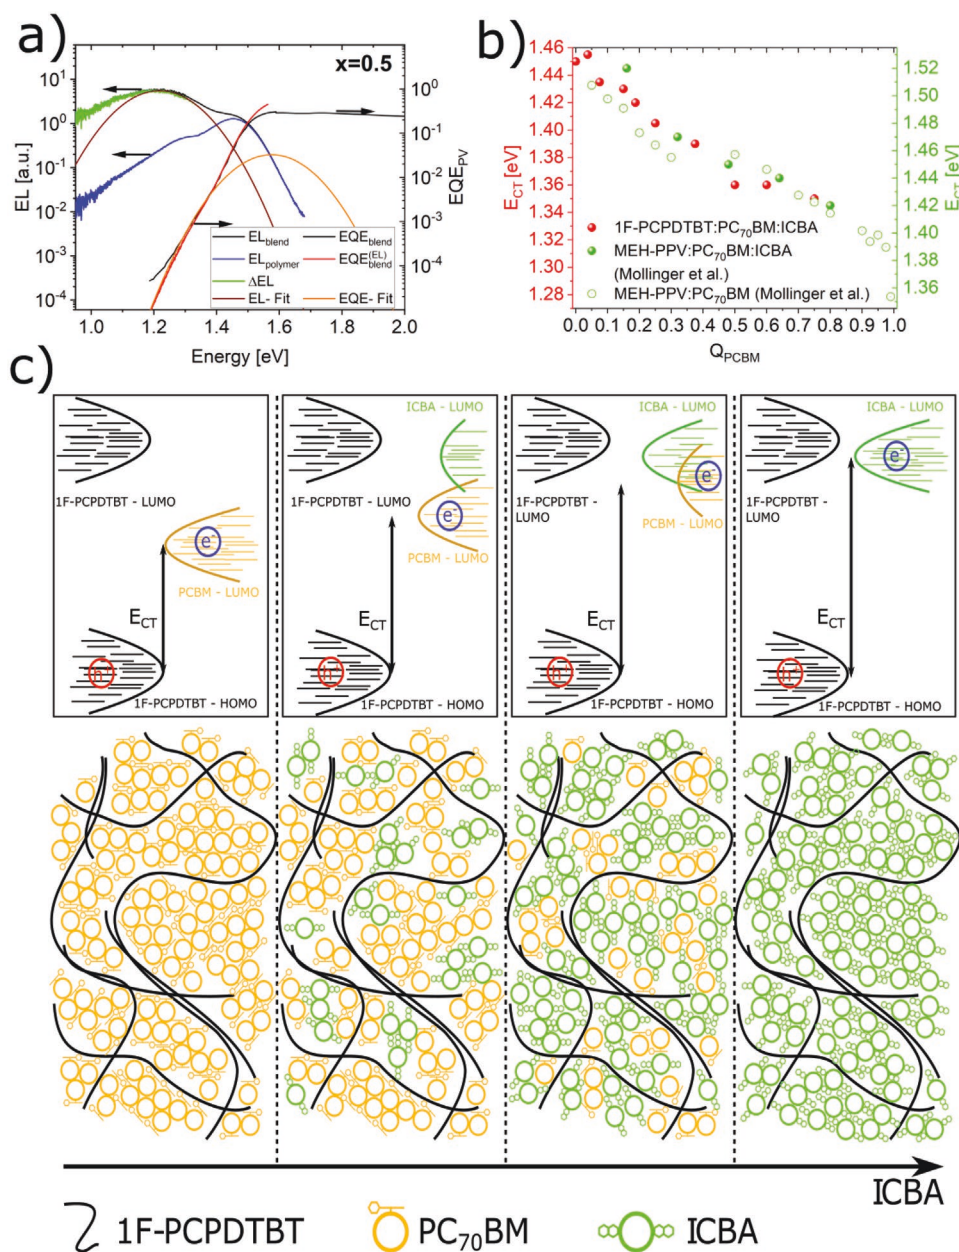 a)
x=0.5
EL [a.u.]
10¹
10⁰
10⁻¹
10⁻²
10⁻³
10⁻⁴
10⁰
10⁻¹
10⁻²
10⁻³
10⁻⁴
EQE_PV
EL_blend
EQE_blend
EL_polymer
EQE_blend^(EL)
ΔEL
EL- Fit
EQE- Fit
1.0
1.2
1.4
1.6
1.8
2.0
Energy [eV]
b)
E_CT [eV]
1.46
1.44
1.42
1.40
1.38
1.36
1.34
1.32
1.30
1.28
1.52
1.50
1.48
1.46
1.44
1.42
1.40
1.38
1.36
E_CT [eV]
1F-PCPDTBT:PC₇₀BM:ICBA
MEH-PPV:PC₇₀BM:ICBA
(Mollinger et al.)
MEH-PPV:PC₇₀BM (Mollinger et al.)
0.0 0.1 0.2 0.3 0.4 0.5 0.6 0.7 0.8 0.9 1.0
Q_PCBM
c)
1F-PCPDTBT - LUMO
e⁻
PCBM - LUMO
E_CT
h⁺
1F-PCPDTBT - HOMO
ICBA - LUMO
1F-PCPDTBT - LUMO
e⁻
PCBM - LUMO
E_CT
h⁺
1F-PCPDTBT - HOMO
ICBA - LUMO
1F-PCPDTBT -
LUMO
e⁻
PCBM - LUMO
E_CT
h⁺
1F-PCPDTBT - HOMO
ICBA - LUMO
e⁻
1F-PCPDTBT -
LUMO
E_CT
h⁺
1F-PCPDTBT - HOMO
ICBA
1F-PCPDTBT
PC₇₀BM
ICBA